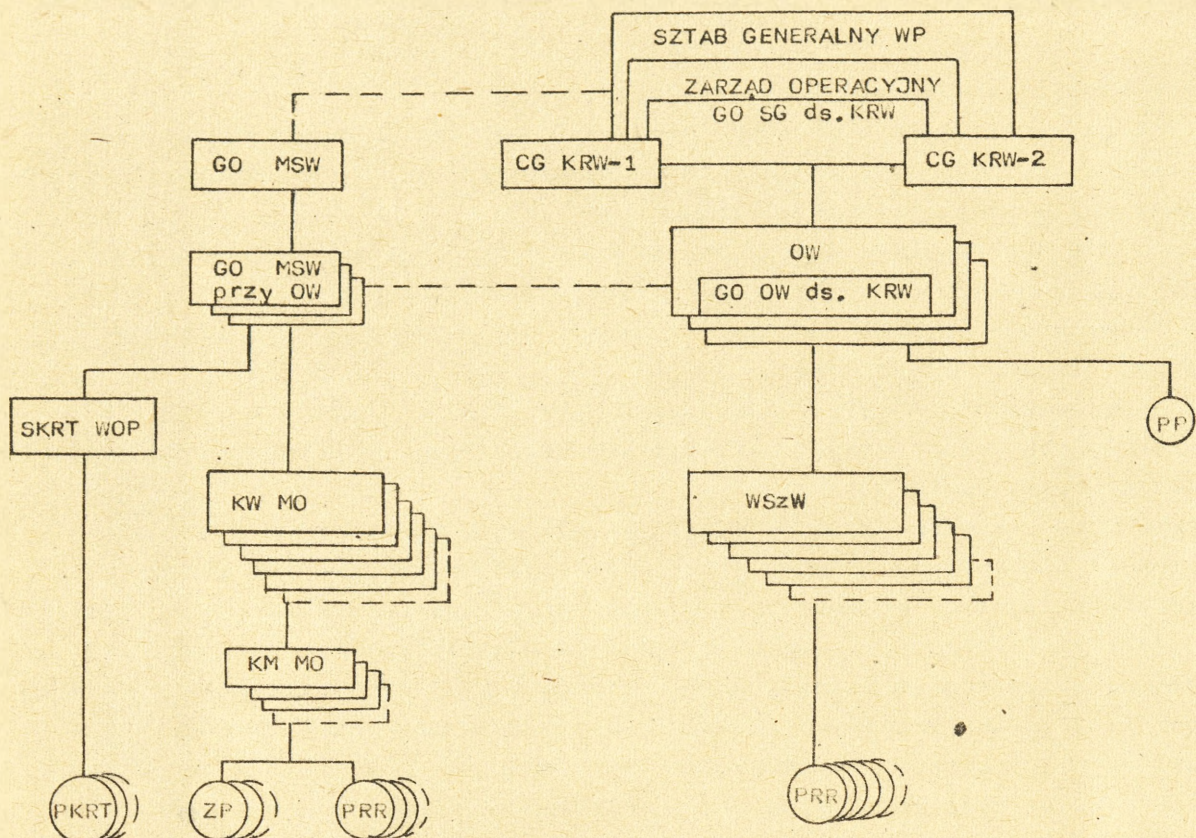 SZTAB GENERALNY WP
ZARZĄD OPERACYJNY
GO SG ds. KRW
GO MSW
CG KRW-1
CG KRW-2
GO MSW
przy OW
OW
GO OW ds. KRW
SKRT WOP
PP
KW MO
WSzW
KM MO
PKRT
ZP
PRR
PRR